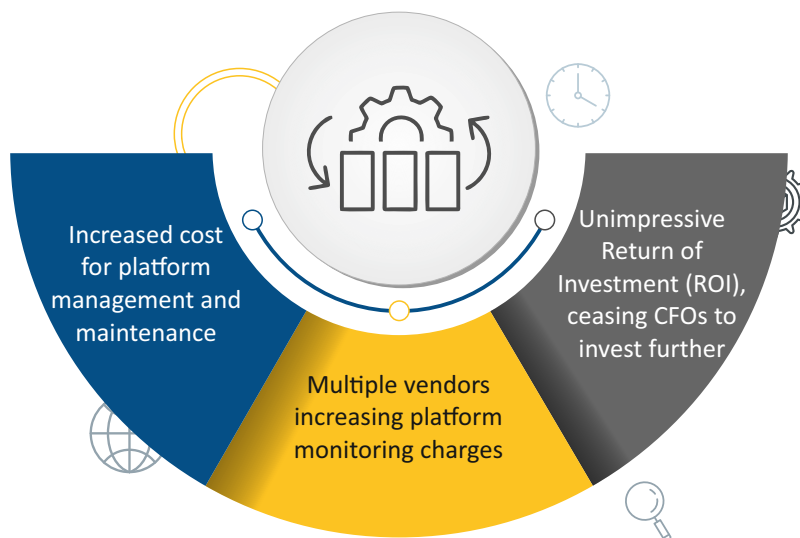 Increased cost
for platform
management and
maintenance
Multiple vendors
increasing platform
monitoring charges
Unimpressive
Return of
Investment (ROI),
ceasing CFOs to
invest further